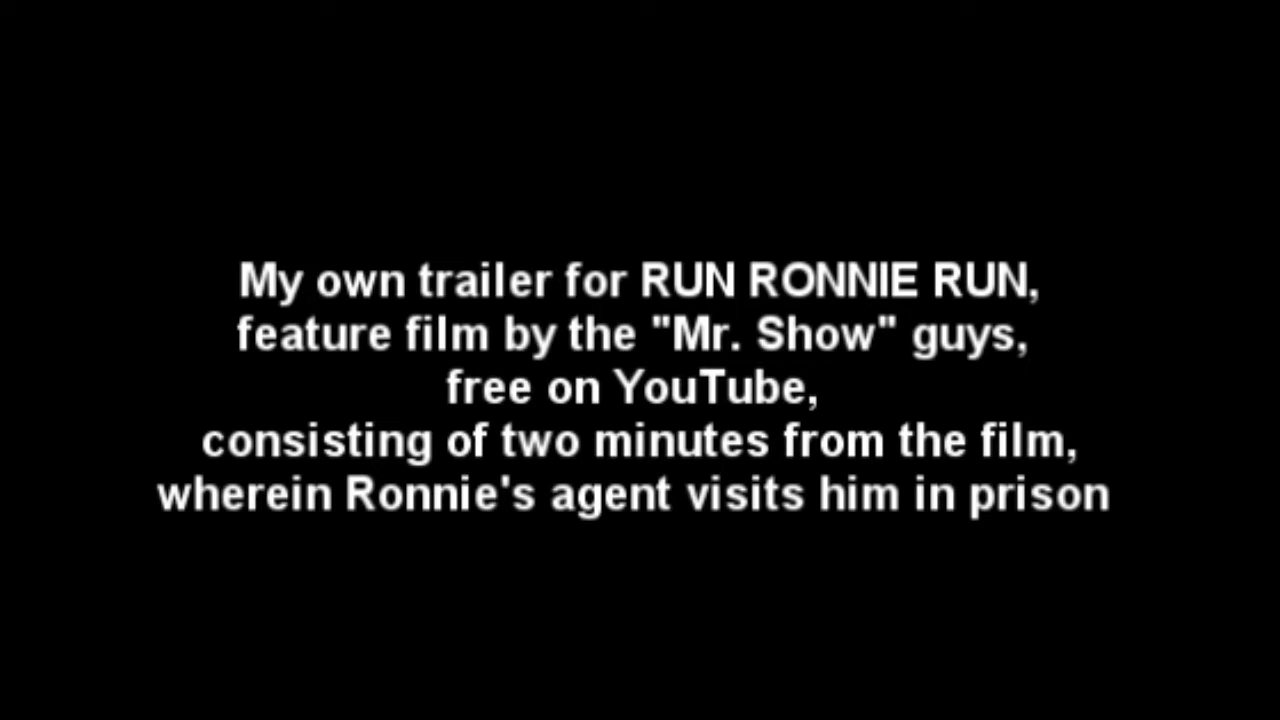 My own trailer for RUN RONNIE RUN,
feature film by the "Mr. Show" guys,
free on YouTube,
consisting of two minutes from the film,
wherein Ronnie's agent visits him in prison